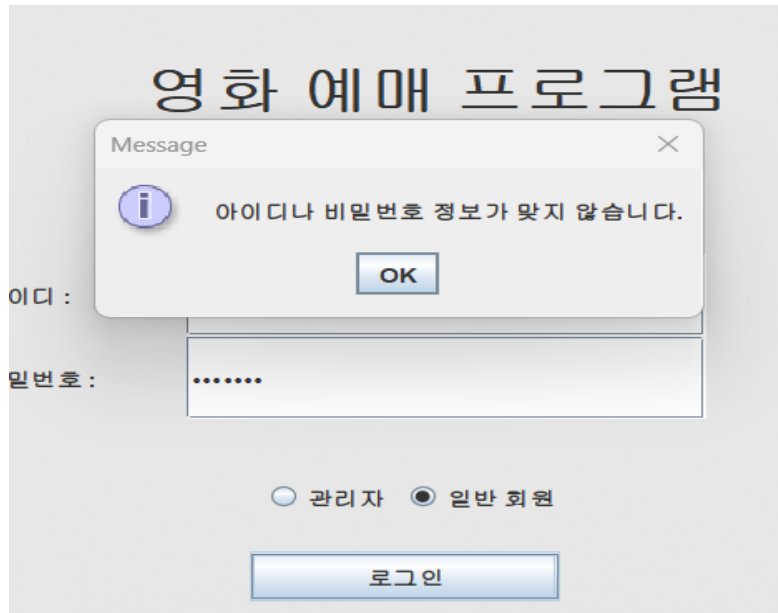 영화 예매 프로그램
Message
아이디나 비밀번호 정보가 맞지 않습니다.
OK
이디 :
밀번호 :
•••••••
관리자 일반 회원
로그인